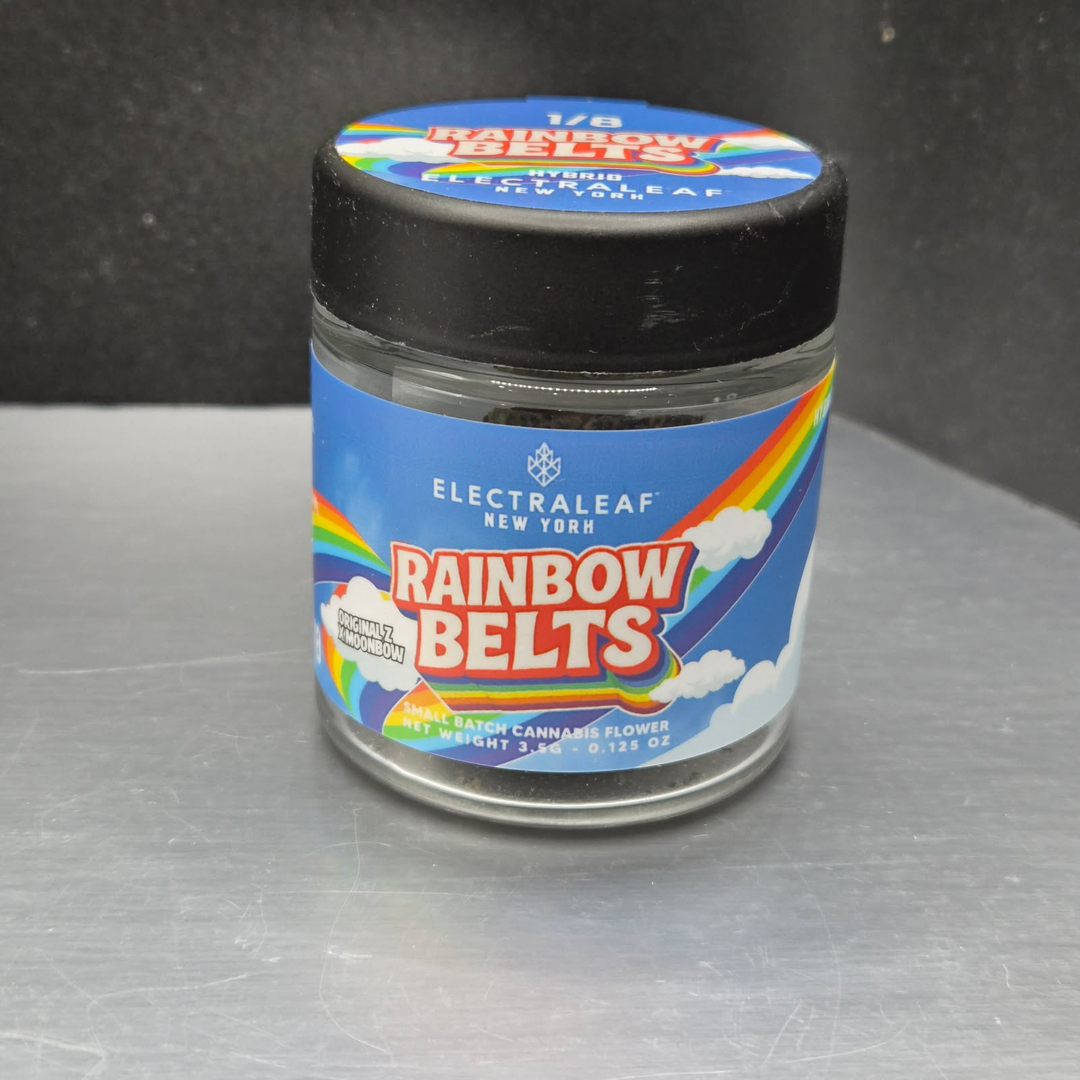 1/8
RAINBOW
BELTS
HYBRID
ELECTRALEAF
NEW YORK
ELECTRALEAF™
NEW YORK
RAINBOW
BELTS
ORIGINAL Z
X MOONBOW
SMALL BATCH CANNABIS FLOWER
NET WEIGHT 3.5G - 0.125 OZ